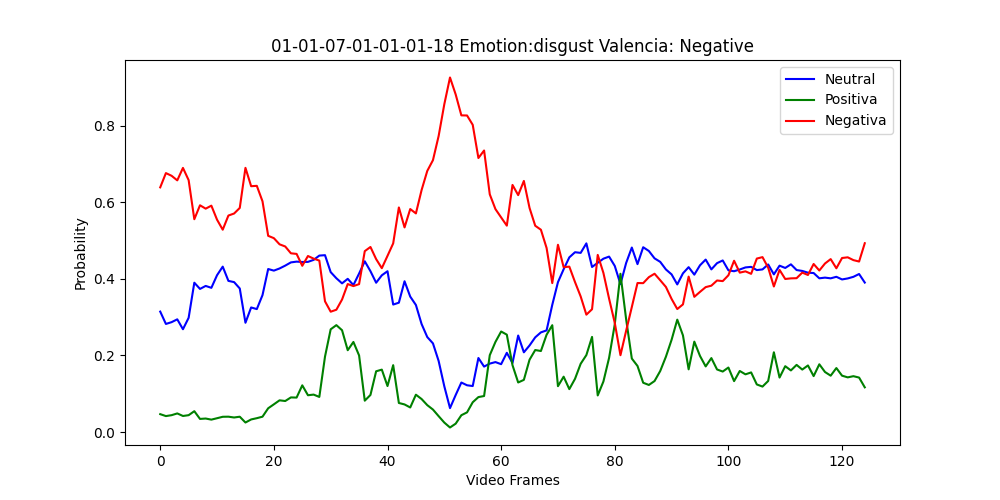 01-01-07-01-01-01-18 Emotion:disgust Valencia: Negative
Neutral
Positiva
Negativa
Probability
0.8
0.6
0.4
0.2
0.0
0 20 40 60 80 100 120
Video Frames